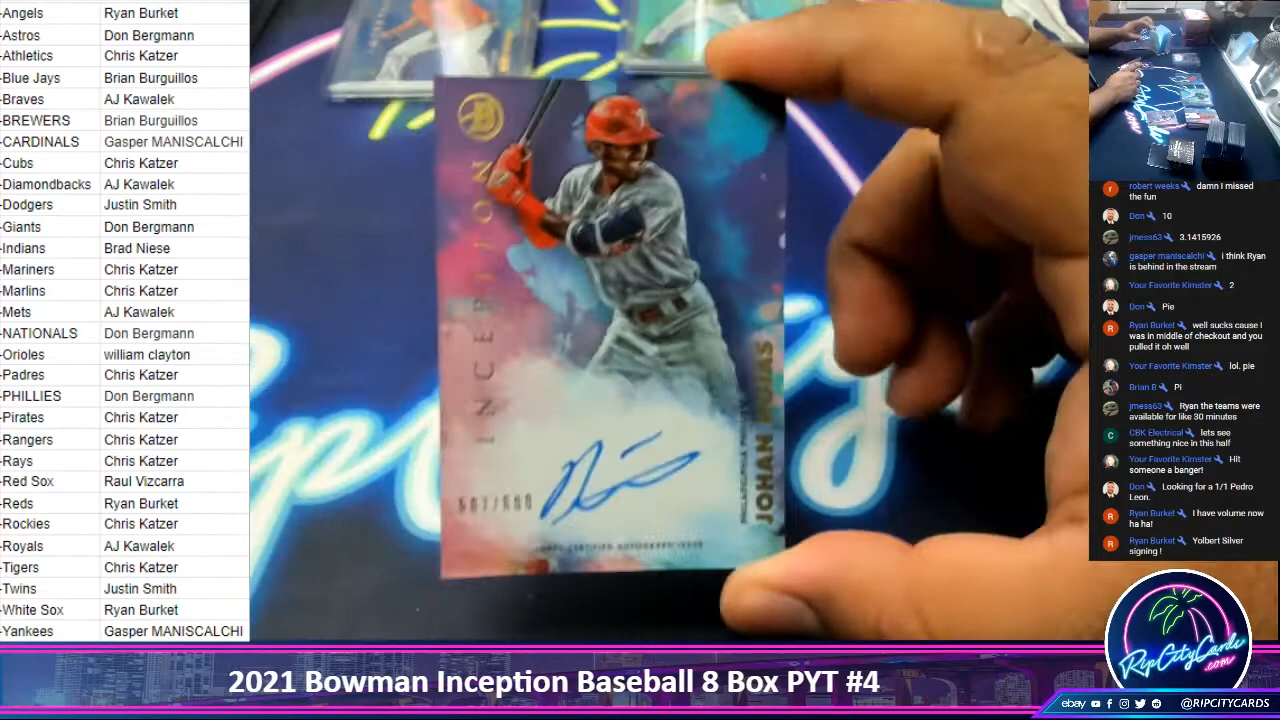 -Angels Ryan Burket
-Astros Don Bergmann
-Athletics Chris Katzer
-Blue Jays Brian Burguillos
-Braves AJ Kawalek
-BREWERS Brian Burguillos
-CARDINALS Gasper MANISCALCHI
-Cubs Chris Katzer
-Diamondbacks AJ Kawalek
-Dodgers Justin Smith
-Giants Don Bergmann
-Indians Brad Niese
-Mariners Chris Katzer
-Marlins Chris Katzer
-Mets AJ Kawalek
-NATIONALS Don Bergmann
-Orioles william clayton
-Padres Chris Katzer
-PHILLIES Don Bergmann
-Pirates Chris Katzer
-Rangers Chris Katzer
-Rays Chris Katzer
-Red Sox Raul Vizcarra
-Reds Ryan Burket
-Rockies Chris Katzer
-Royals AJ Kawalek
-Tigers Chris Katzer
-Twins Justin Smith
-White Sox Ryan Burket
-Yankees Gasper MANISCALCHI
INCEPTION
JOHAN ROJAS
TOPPS CERTIFIED AUTOGRAPH ISSUE
robert weeks damn I missed
the fun
Don 10
jmess63 3.1415926
gasper maniscalchi i think Ryan
is behind in the stream
Your Favorite Kimster 2
Don Pie
Ryan Burket well sucks cause i
was in middle of checkout and you
pulled it oh well
Your Favorite Kimster lol. pie
Brian B Pi
jmess63 Ryan the teams were
available for like 30 minutes
CBK Electrical lets see
something nice in this half
Your Favorite Kimster Hit
someone a banger!
Don Looking for a 1/1 Pedro
Leon.
Ryan Burket I have volume now
ha ha!
Ryan Burket Yolbert Silver
signing !
RipCityCards
.com
2021 Bowman Inception Baseball 8 Box PYT #4
ebay @RIPCITYCARDS